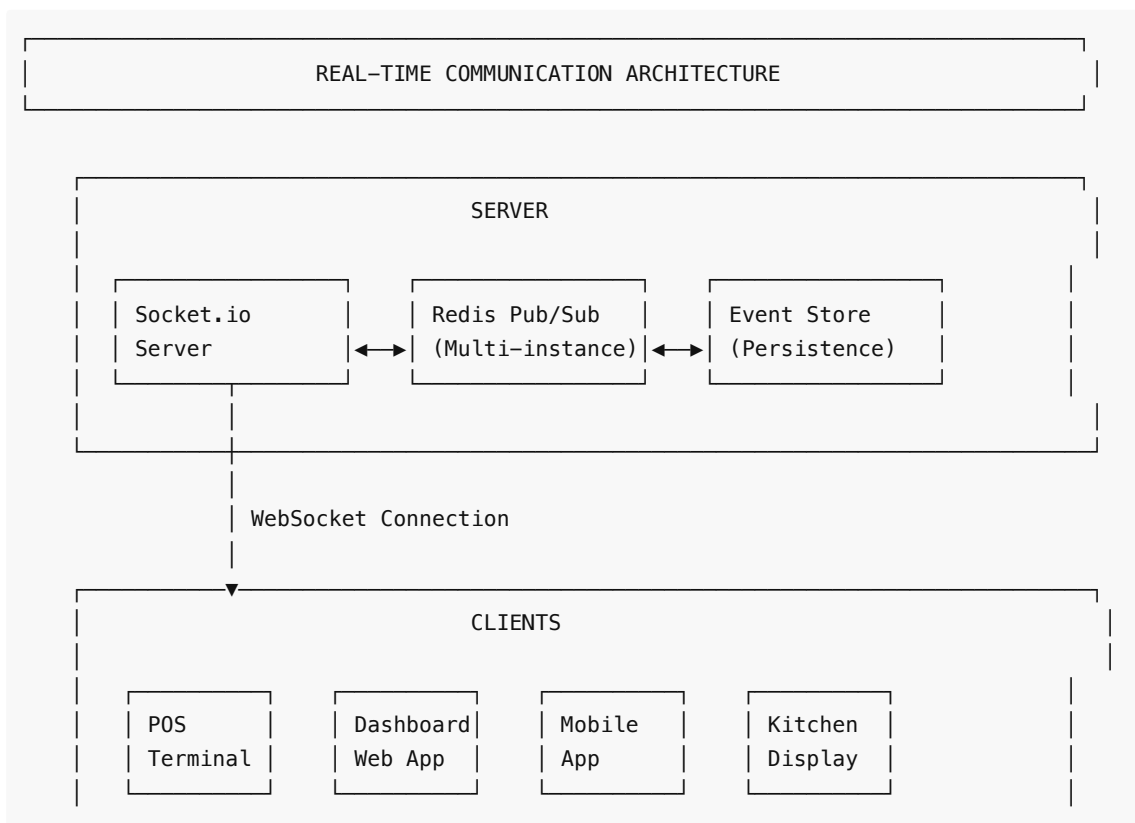 REAL-TIME COMMUNICATION ARCHITECTURE
SERVER
Socket.io Redis Pub/Sub Event Store
Server (Multi-instance) (Persistence)
WebSocket Connection
CLIENTS
POS Dashboard Mobile Kitchen
Terminal Web App App Display